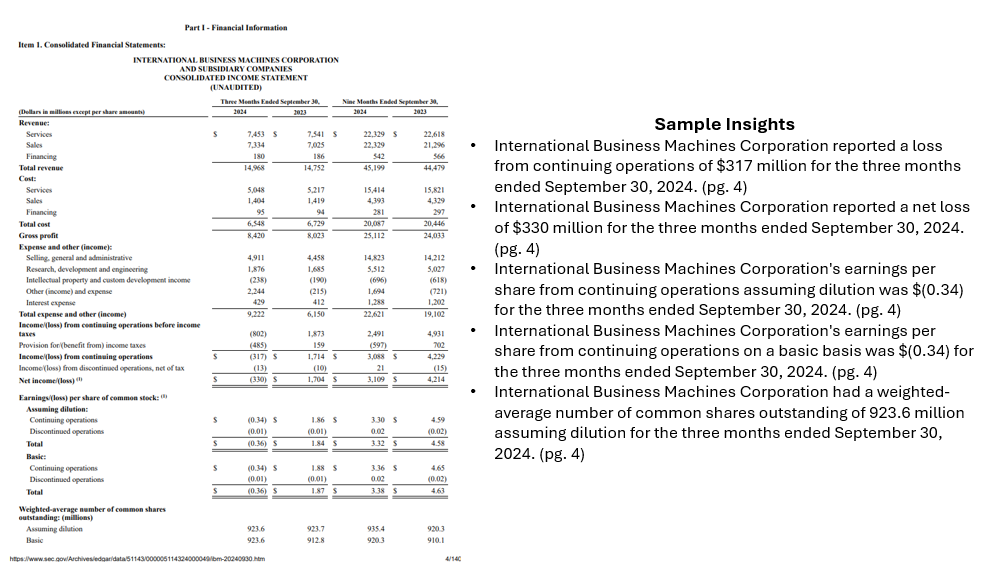 Part I - Financial Information
Item 1. Consolidated Financial Statements:
INTERNATIONAL BUSINESS MACHINES CORPORATION
AND SUBSIDIARY COMPANIES
CONSOLIDATED INCOME STATEMENT
(UNAUDITED)
Three Months Ended September 30, Nine Months Ended September 30,
(Dollars in millions except per share amounts) 2024 2023 2024 2023
Revenue:
Services $ 7,453 $ 7,541 $ 22,329 $ 22,618
Sales 7,334 7,025 22,329 21,296
Financing 180 186 542 566
Total revenue 14,968 14,752 45,199 44,479
Cost:
Services 5,048 5,217 15,414 15,821
Sales 1,404 1,419 4,393 4,329
Financing 95 94 281 297
Total cost 6,548 6,729 20,087 20,446
Gross profit 8,420 8,023 25,112 24,033
Expense and other (income):
Selling, general and administrative 4,911 4,458 14,823 14,212
Research, development and engineering 1,876 1,685 5,512 5,027
Intellectual property and custom development income (238) (190) (696) (618)
Other (income) and expense 2,244 (215) 1,694 (721)
Interest expense 429 412 1,288 1,202
Total expense and other (income) 9,222 6,150 22,621 19,102
Income/(loss) from continuing operations before income
taxes (802) 1,873 2,491 4,931
Provision for/(benefit from) income taxes (485) 159 (597) 702
Income/(loss) from continuing operations $ (317) $ 1,714 $ 3,088 $ 4,229
Income/(loss) from discontinued operations, net of tax (13) (10) 21 (15)
Net income/(loss) (1) $ (330) $ 1,704 $ 3,109 $ 4,214
Earnings/(loss) per share of common stock: (1)
Assuming dilution:
Continuing operations $ (0.34) $ 1.86 $ 3.30 $ 4.59
Discontinued operations (0.01) (0.01) 0.02 (0.02)
Total $ (0.36) $ 1.84 $ 3.32 $ 4.58
Basic:
Continuing operations $ (0.34) $ 1.88 $ 3.36 $ 4.65
Discontinued operations (0.01) (0.01) 0.02 (0.02)
Total $ (0.36) $ 1.87 $ 3.38 $ 4.63
Weighted-average number of common shares
outstanding: (millions)
Assuming dilution 923.6 923.7 935.4 920.3
Basic 923.6 912.8 920.3 910.1
https://www.sec.gov/Archives/edgar/data/51143/000005114324000049/ibm-20240930.htm 4/140
Sample Insights
• International Business Machines Corporation reported a loss
from continuing operations of $317 million for the three months
ended September 30, 2024. (pg. 4)
• International Business Machines Corporation reported a net loss
of $330 million for the three months ended September 30, 2024.
(pg. 4)
• International Business Machines Corporation's earnings per
share from continuing operations assuming dilution was $(0.34)
for the three months ended September 30, 2024. (pg. 4)
• International Business Machines Corporation's earnings per
share from continuing operations on a basic basis was $(0.34) for
the three months ended September 30, 2024. (pg. 4)
• International Business Machines Corporation had a weighted-
average number of common shares outstanding of 923.6 million
assuming dilution for the three months ended September 30,
2024. (pg. 4)